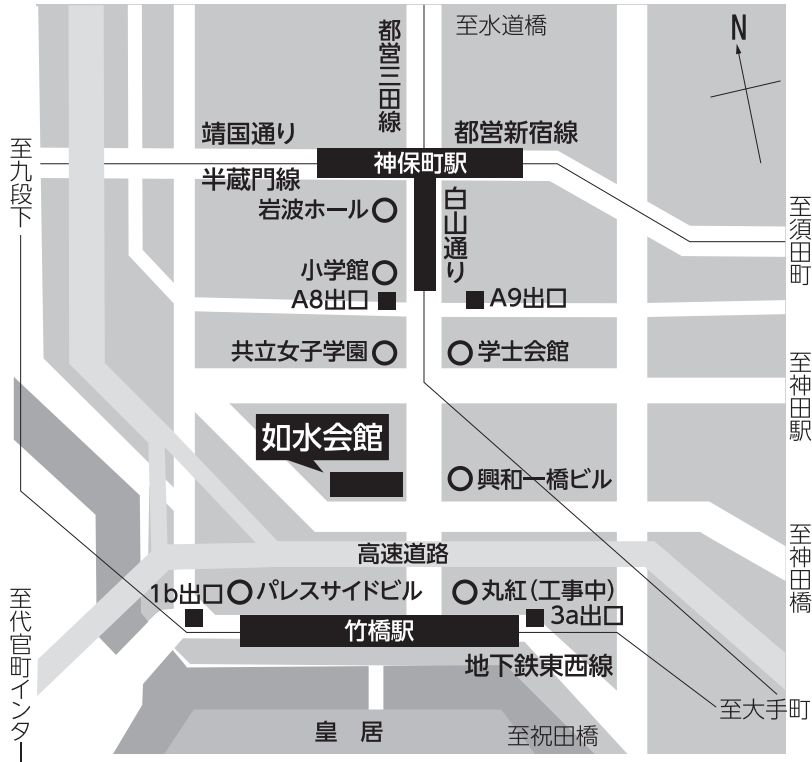 至水道橋
N
都営三田線
靖国通り
都営新宿線
神保町駅
半蔵門線
至九段下
岩波ホール
白山通り
至須田町
小学館
A8出口
A9出口
共立女子学園
学士会館
至神田駅
如水会館
興和一橋ビル
至神田橋
高速道路
1b出口
パレスサイドビル
丸紅(工事中)
3a出口
竹橋駅
至代官町インター
地下鉄東西線
至大手町
皇居
至祝田橋